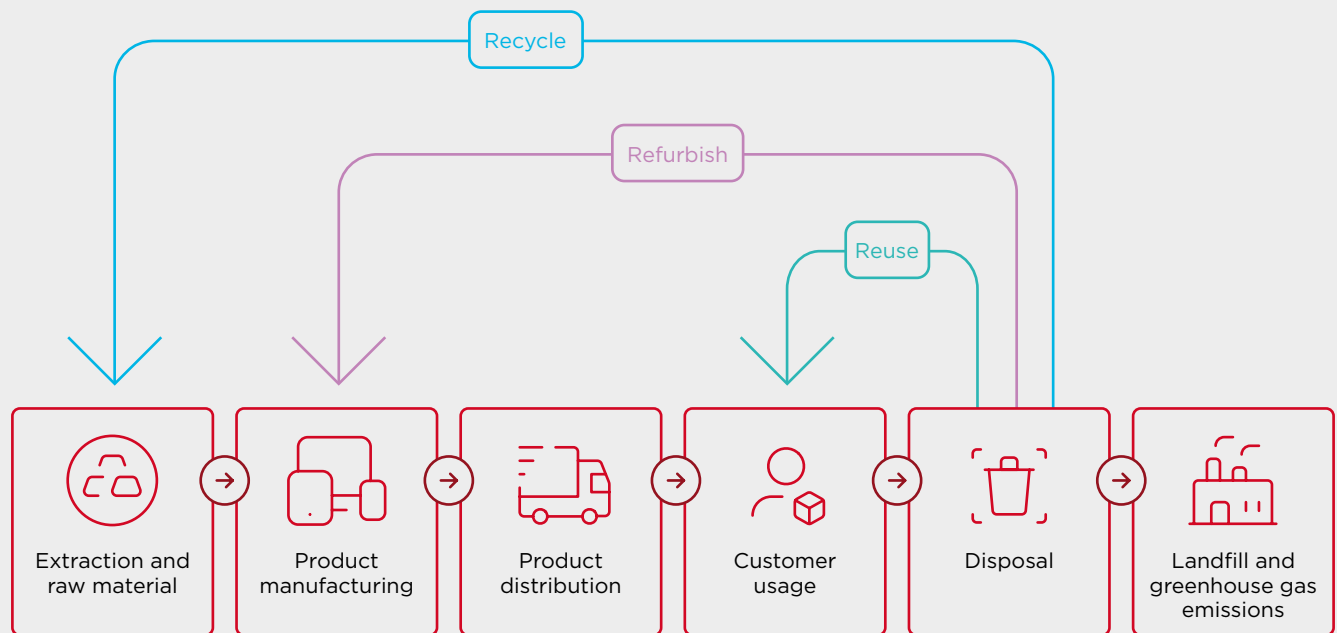 Recycle
Refurbish
Reuse
Extraction and
raw material
Product
manufacturing
Product
distribution
Customer
usage
Disposal
Landfill and
greenhouse gas
emissions